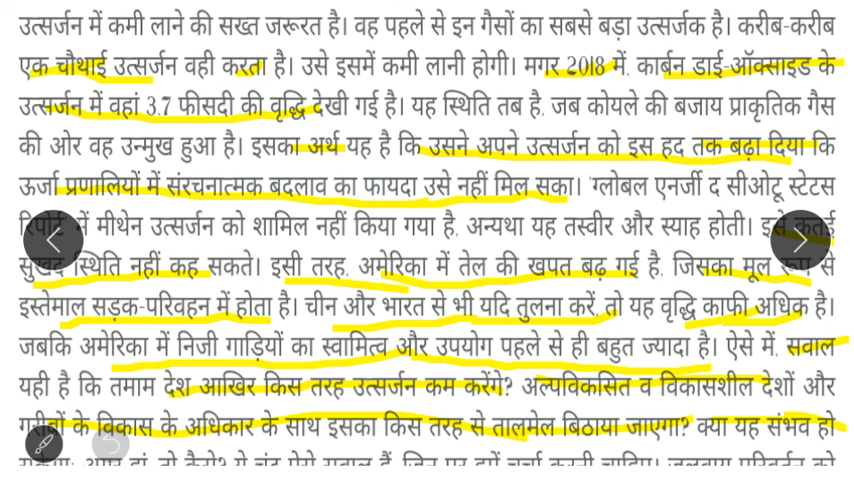 उत्सर्जन में कमी लाने की सख्त जरूरत है। वह पहले से इन गैसों का सबसे बड़ा उत्सर्जक है। करीब-करीब
एक चौथाई उत्सर्जन वही करता है। उसे इसमें कमी लानी होगी। मगर 2018 में, कार्बन डाई-ऑक्साइड के
उत्सर्जन में वहां 3.7 फीसदी की वृद्धि देखी गई है। यह स्थिति तब है, जब कोयले की बजाय प्राकृतिक गैस
की ओर वह उन्मुख हुआ है। इसका अर्थ यह है कि उसने अपने उत्सर्जन को इस हद तक बढ़ा दिया कि
ऊर्जा प्रणालियों में संरचनात्मक बदलाव का फायदा उसे नहीं मिल सका। 'ग्लोबल एनर्जी द सीओटू स्टेटस
रिपोर्ट' में मीथेन उत्सर्जन को शामिल नहीं किया गया है, अन्यथा यह तस्वीर और स्याह होती। इसे कतई
सुखद स्थिति नहीं कह सकते। इसी तरह, अमेरिका में तेल की खपत बढ़ गई है, जिसका मूल रूप से
इस्तेमाल सड़क-परिवहन में होता है। चीन और भारत से भी यदि तुलना करें, तो यह वृद्धि काफी अधिक है।
जबकि अमेरिका में निजी गाड़ियों का स्वामित्व और उपयोग पहले से ही बहुत ज्यादा है। ऐसे में, सवाल
यही है कि तमाम देश आखिर किस तरह उत्सर्जन कम करेंगे? अल्पविकसित व विकासशील देशों और
गरीबों के विकास के अधिकार के साथ इसका किस तरह से तालमेल बिठाया जाएगा? क्या यह संभव हो